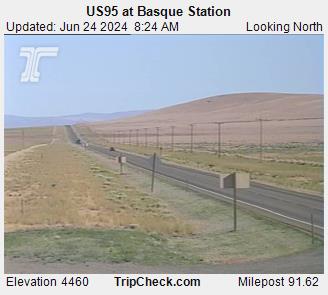 US95 at Basque Station
Updated: Jun 24 2024 8:24 AM Looking North
Elevation 4460 TripCheck.com Milepost 91.62